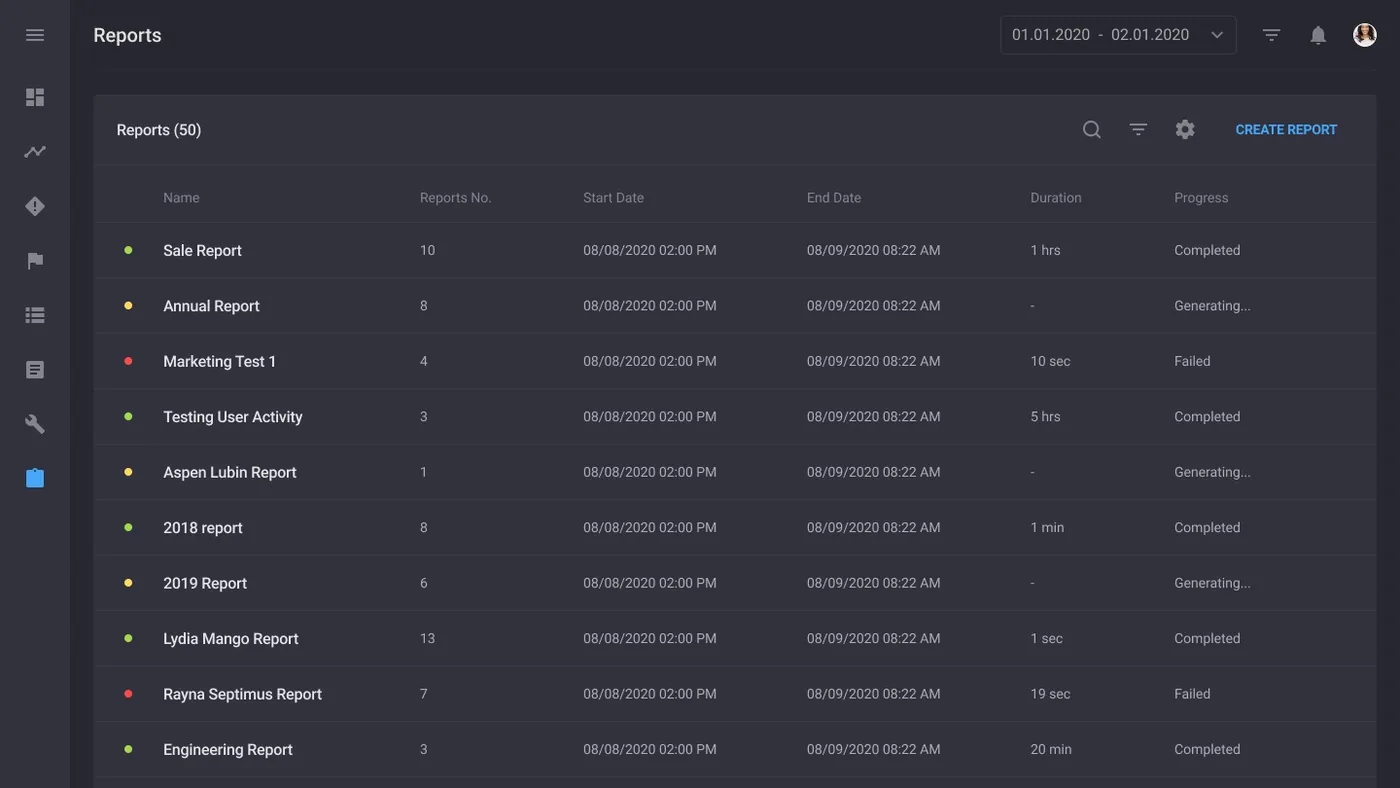 Reports
01.01.2020 - 02.01.2020
Reports (50)
CREATE REPORT
Name Reports No. Start Date End Date Duration Progress
Sale Report 10 08/08/2020 02:00 PM 08/09/2020 08:22 AM 1 hrs Completed
Annual Report 8 08/08/2020 02:00 PM 08/09/2020 08:22 AM - Generating...
Marketing Test 1 4 08/08/2020 02:00 PM 08/09/2020 08:22 AM 10 sec Failed
Testing User Activity 3 08/08/2020 02:00 PM 08/09/2020 08:22 AM 5 hrs Completed
Aspen Lubin Report 1 08/08/2020 02:00 PM 08/09/2020 08:22 AM - Generating...
2018 report 8 08/08/2020 02:00 PM 08/09/2020 08:22 AM 1 min Completed
2019 Report 6 08/08/2020 02:00 PM 08/09/2020 08:22 AM - Generating...
Lydia Mango Report 13 08/08/2020 02:00 PM 08/09/2020 08:22 AM 1 sec Completed
Rayna Septimus Report 7 08/08/2020 02:00 PM 08/09/2020 08:22 AM 19 sec Failed
Engineering Report 3 08/08/2020 02:00 PM 08/09/2020 08:22 AM 20 min Completed